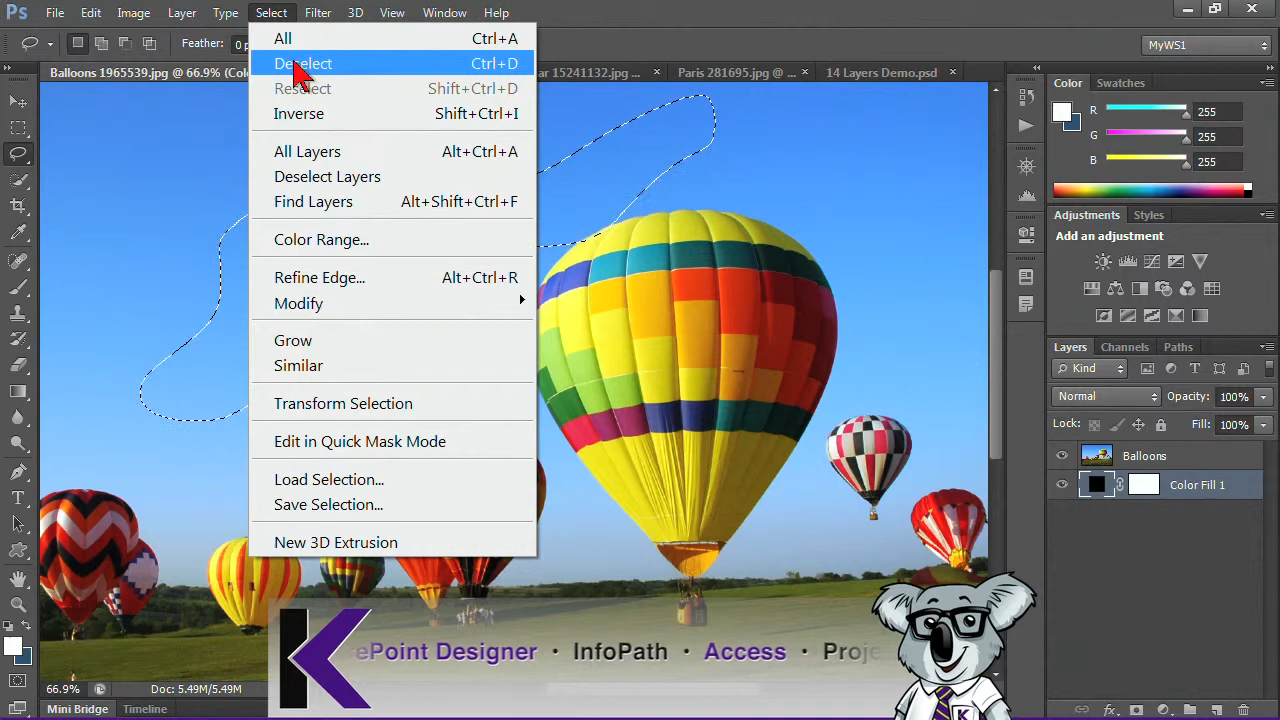 Ps File Edit Image Layer Type Select Filter 3D View Window Help
Feather: 0 p
MyWS1
Balloons 1965539.jpg @ 66.9% (Col
ar 15241132.jpg ... × Paris 281695.jpg @ ... × 14 Layers Demo.psd ×
All Ctrl+A
Deselect Ctrl+D
Reselect Shift+Ctrl+D
Inverse Shift+Ctrl+I
All Layers Alt+Ctrl+A
Deselect Layers
Find Layers Alt+Shift+Ctrl+F
Color Range...
Refine Edge... Alt+Ctrl+R
Modify
Grow
Similar
Transform Selection
Edit in Quick Mask Mode
Load Selection...
Save Selection...
New 3D Extrusion
Color Swatches
R 255
G 255
B 255
Adjustments Styles
Add an adjustment
Layers Channels Paths
Kind
Normal Opacity: 100%
Lock: Fill: 100%
Balloons
Color Fill 1
ePoint Designer · InfoPath · Access · Proje
K
66.9% Doc: 5.49M/5.49M
Mini Bridge Timeline